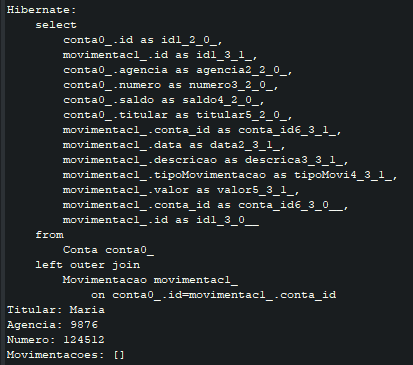 Hibernate:
select
conta0_.id as id1_2_0_,
movimentac1_.id as id1_3_1_,
conta0_.agencia as agencia2_2_0_,
conta0_.numero as numero3_2_0_,
conta0_.saldo as saldo4_2_0_,
conta0_.titular as titular5_2_0_,
movimentac1_.conta_id as conta_id6_3_1_,
movimentac1_.data as data2_3_1_,
movimentac1_.descricao as descrica3_3_1_,
movimentac1_.tipoMovimentacao as tipoMovi4_3_1_,
movimentac1_.valor as valor5_3_1_,
movimentac1_.conta_id as conta_id6_3_0__,
movimentac1_.id as id1_3_0__
from
Conta conta0_
left outer join
Movimentacao movimentac1_
on conta0_.id=movimentac1_.conta_id
Titular: Maria
Agencia: 9876
Numero: 124512
Movimentacoes: []